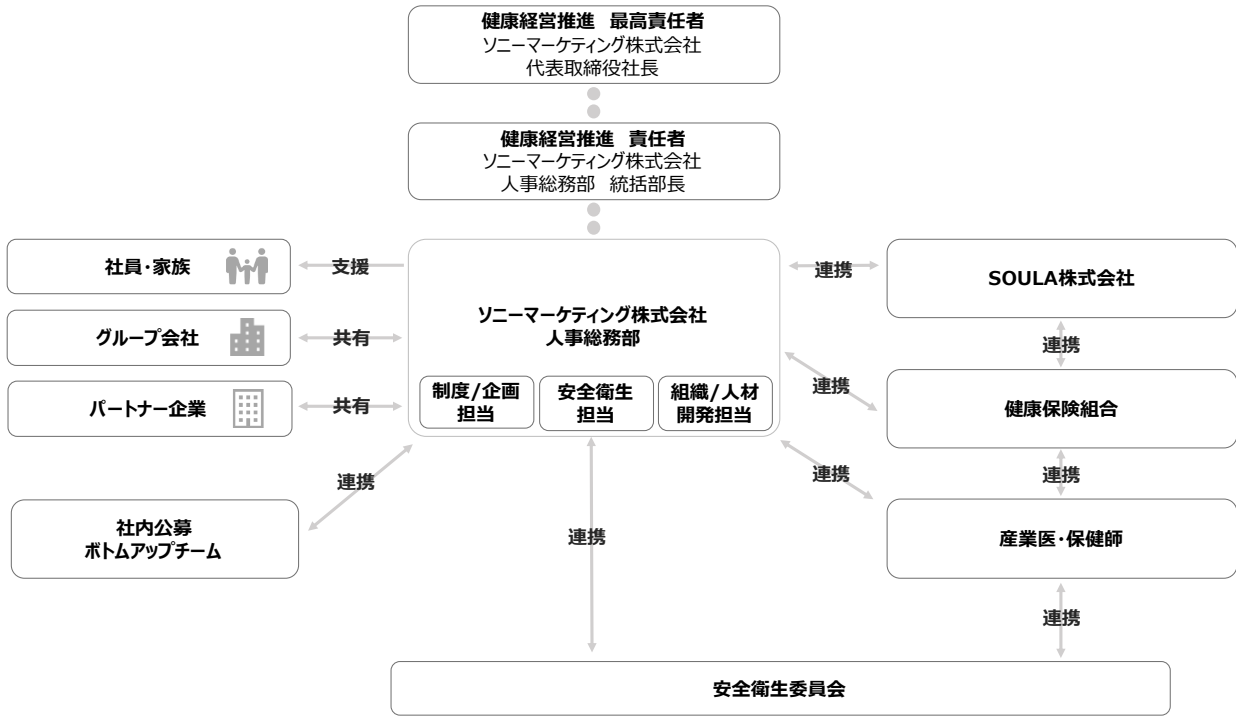 健康経営推進 最高責任者
ソニーマーケティング株式会社
代表取締役社長
健康経営推進 責任者
ソニーマーケティング株式会社
人事総務部 統括部長
社員・家族
支援
グループ会社
共有
パートナー企業
共有
ソニーマーケティング株式会社
人事総務部
制度/企画
担当
安全衛生
担当
組織/人材
開発担当
連携
SOULA株式会社
連携
連携
健康保険組合
連携
連携
産業医・保健師
連携
社内公募
ボトムアップチーム
連携
連携
安全衛生委員会